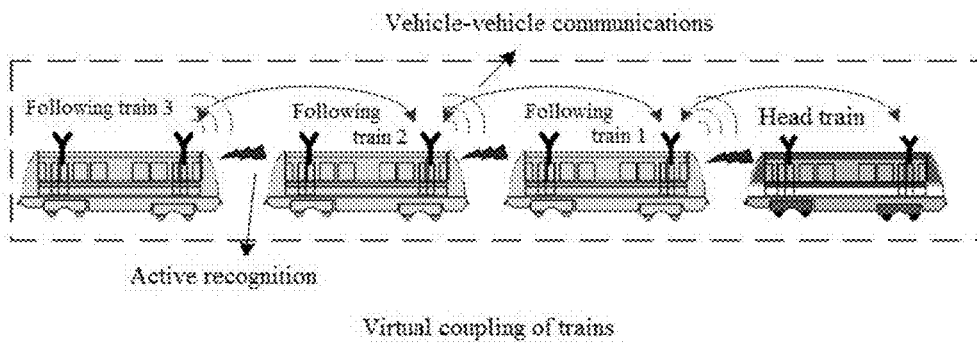 Vehicle-vehicle communications
Following train 3
Following
train 2
Following
train 1
Head train
Active recognition
Virtual coupling of trains